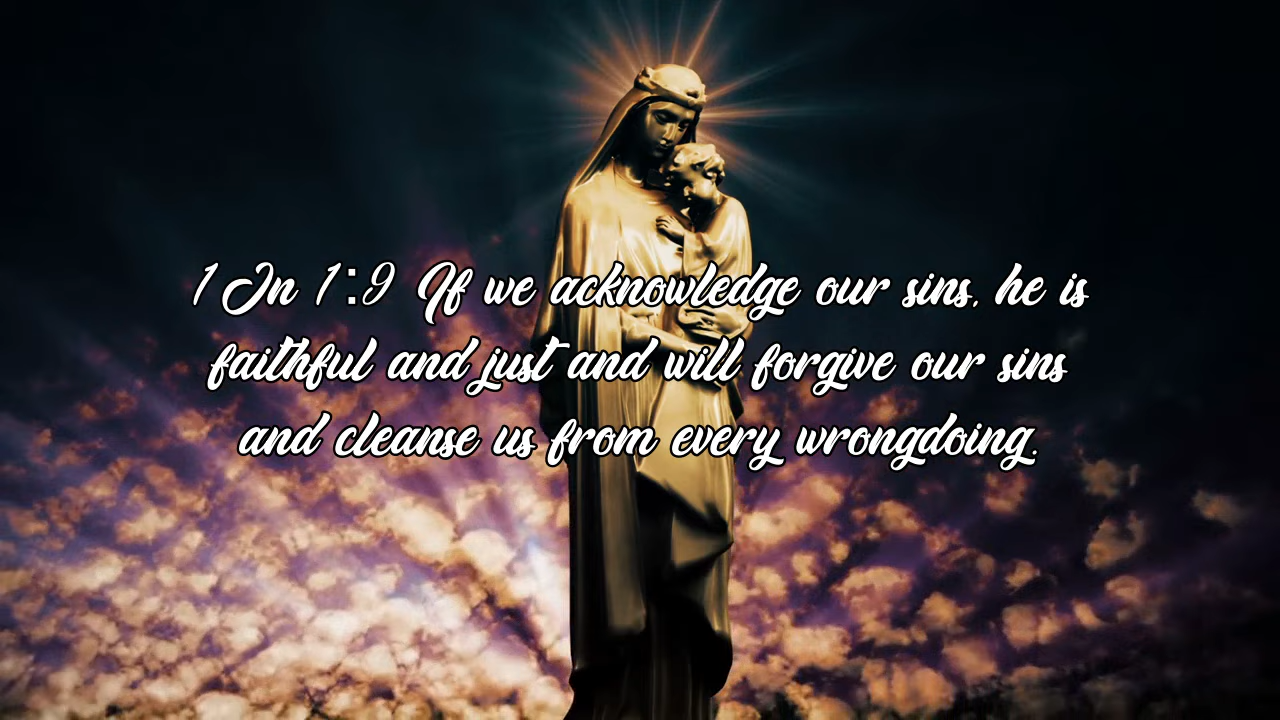 1 Jn 1:9 If we acknowledge our sins, he is
faithful and just and will forgive our sins
and cleanse us from every wrongdoing.